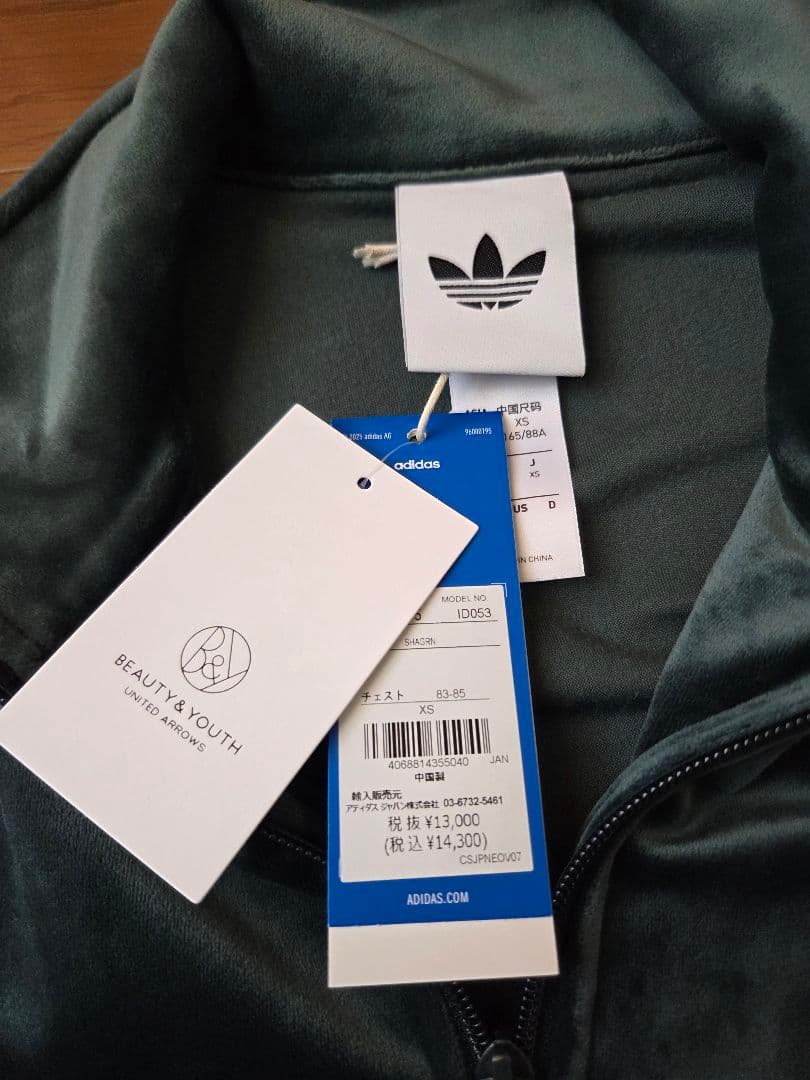 中国尺码
XS
165/88A
J
XS
US D
IN CHINA
2025 adidas AG
96000195
adidas
MODEL NO.
ID053
SHAGRN
チェスト 83-85
XS
4068814355040 JAN
中国製
輸入販売元
アディダス ジャパン株式会社 03-6732-5461
税抜 ¥13,000
(税込 ¥14,300)
CSJPNEOV07
ADIDAS.COM
B&Y
BEAUTY&YOUTH
UNITED ARROWS